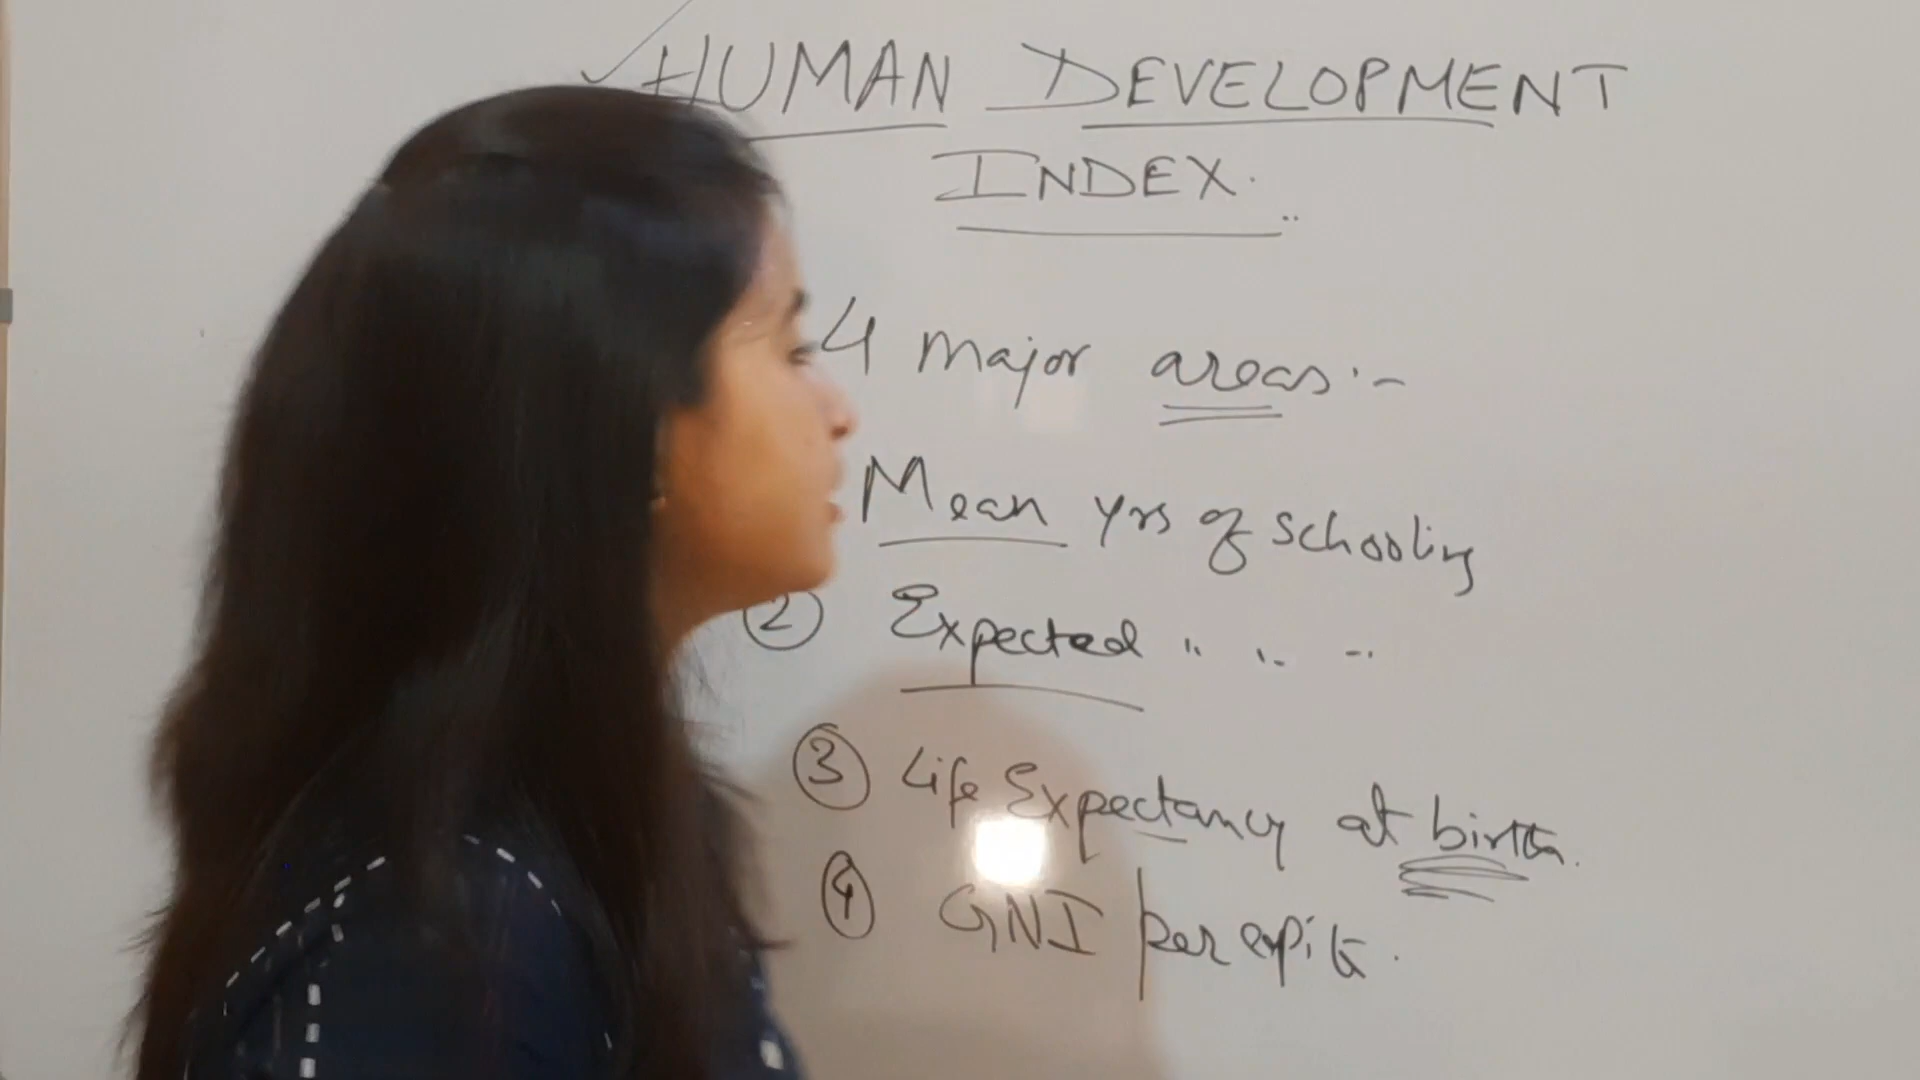 HUMAN DEVELOPMENT
INDEX.
4 major areas :-
Mean yrs of schooling
② Expected " " "
③ Life Expectancy at birth.
④ GNI per capita.